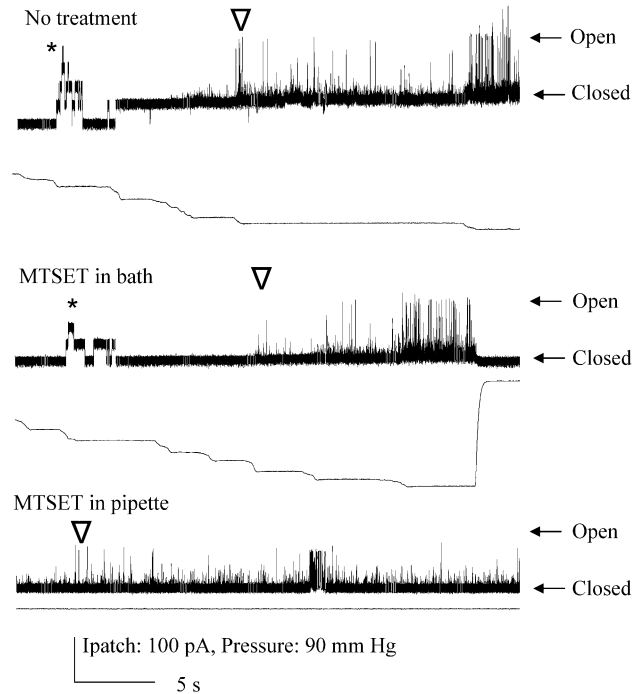 No treatment
*
Open
Closed
MTSET in bath
*
Open
Closed
MTSET in pipette
Open
Closed
Ipatch: 100 pA, Pressure: 90 mm Hg
5 s